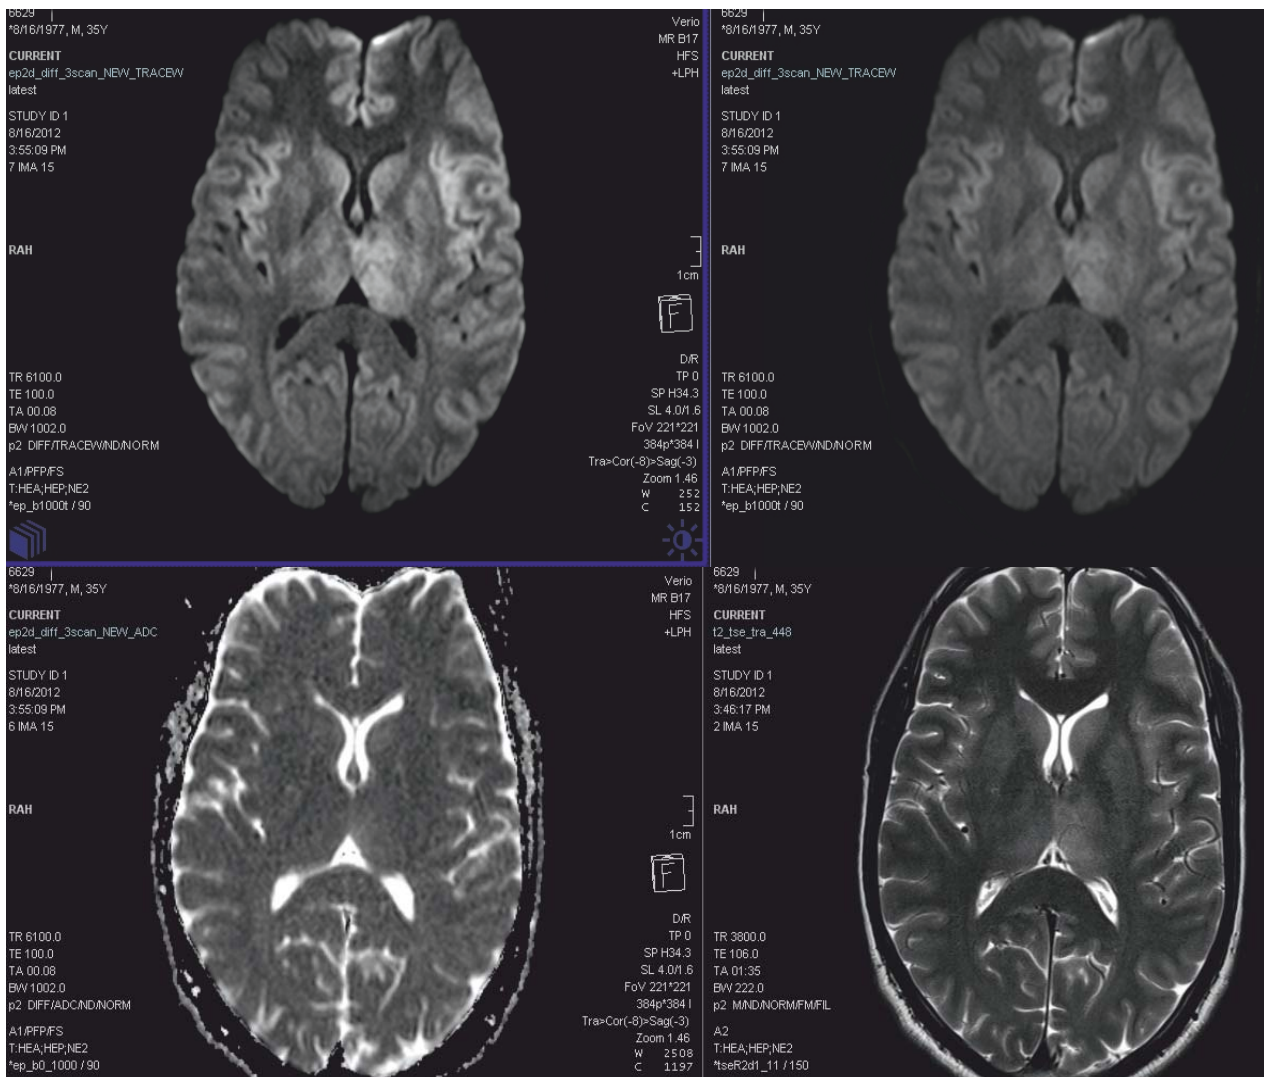 6629
*8/16/1977, M, 35Y
CURRENT
ep2d_diff_3scan_NEW_TRACEW
latest
STUDY ID 1
8/16/2012
3:55:09 PM
7 IMA 15
RAH
TR 6100.0
TE 100.0
TA 00.08
BW 1002.0
p2 DIFF/TRACEW/ND/NORM
A1/PFP/FS
T:HEA;HEP;NE2
*ep_b1000t / 90
Verio
MR B17
HFS
+LPH
1cm
F
D/R
TP 0
SP H34.3
SL 4.0/1.6
FoV 221*221
384p*384 I
Tra>Cor(-8)>Sag(-3)
Zoom 1.46
W 252
C 152
6629
*8/16/1977, M, 35Y
CURRENT
ep2d_diff_3scan_NEW_TRACEW
latest
STUDY ID 1
8/16/2012
3:55:09 PM
7 IMA 15
RAH
TR 6100.0
TE 100.0
TA 00.08
BW 1002.0
p2 DIFF/TRACEW/ND/NORM
A1/PFP/FS
T:HEA;HEP;NE2
*ep_b1000t / 90
6629
*8/16/1977, M, 35Y
CURRENT
ep2d_diff_3scan_NEW_ADC
latest
STUDY ID 1
8/16/2012
3:55:09 PM
6 IMA 15
RAH
TR 6100.0
TE 100.0
TA 00.08
BW 1002.0
p2 DIFF/ADC/ND/NORM
A1/PFP/FS
T:HEA;HEP;NE2
*ep_b0_1000 / 90
Verio
MR B17
HFS
+LPH
1cm
F
D/R
TP 0
SP H34.3
SL 4.0/1.6
FoV 221*221
384p*384 I
Tra>Cor(-8)>Sag(-3)
Zoom 1.46
W 2508
C 1197
6629
*8/16/1977, M, 35Y
CURRENT
t2_tse_tra_448
latest
STUDY ID 1
8/16/2012
3:46:17 PM
2 IMA 15
RAH
TR 3800.0
TE 106.0
TA 01:35
BW 222.0
p2 M/ND/NORM/FM/FIL
A2
T:HEA;HEP;NE2
*tseR2d1_11 / 150